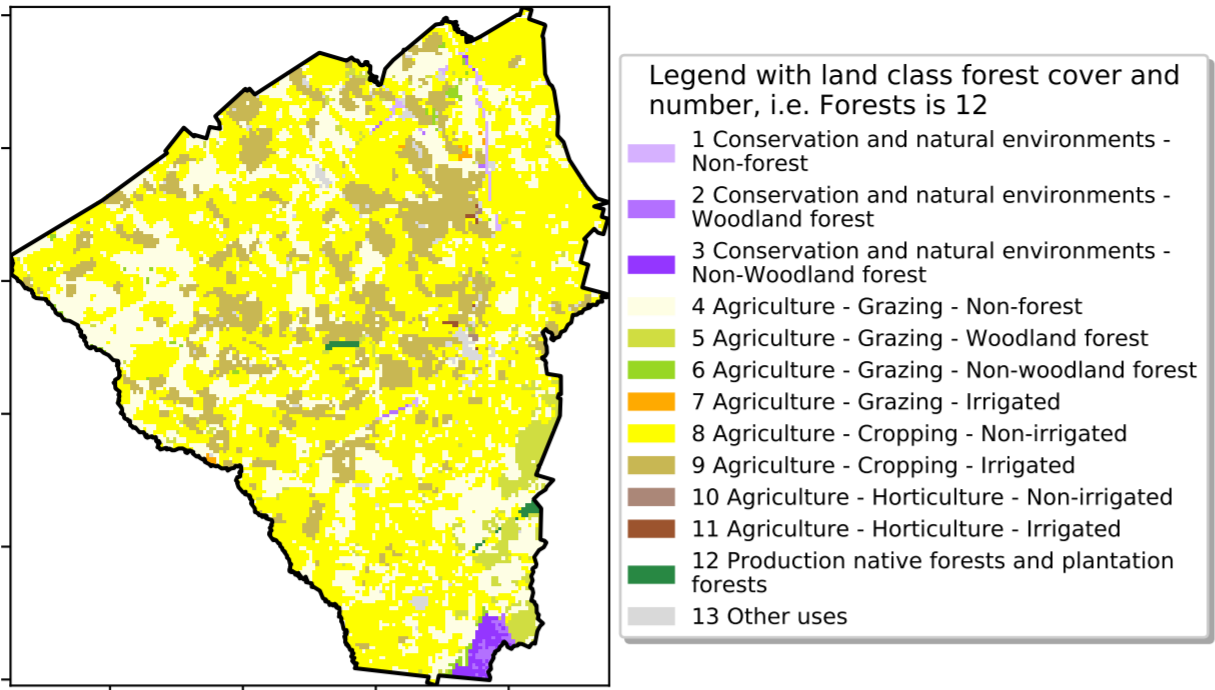 Legend with land class forest cover and
number, i.e. Forests is 12
1 Conservation and natural environments -
Non-forest
2 Conservation and natural environments -
Woodland forest
3 Conservation and natural environments -
Non-Woodland forest
4 Agriculture - Grazing - Non-forest
5 Agriculture - Grazing - Woodland forest
6 Agriculture - Grazing - Non-woodland forest
7 Agriculture - Grazing - Irrigated
8 Agriculture - Cropping - Non-irrigated
9 Agriculture - Cropping - Irrigated
10 Agriculture - Horticulture - Non-irrigated
11 Agriculture - Horticulture - Irrigated
12 Production native forests and plantation
forests
13 Other uses